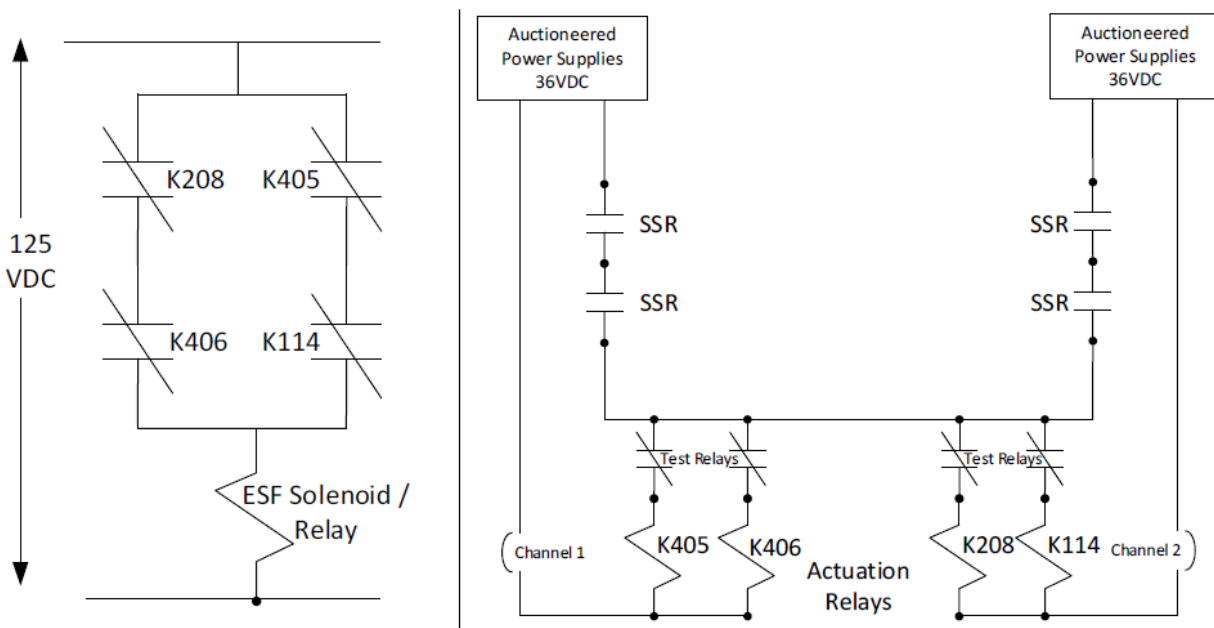 125
VDC
K208
K405
K406
K114
ESF Solenoid /
Relay
Auctioneered
Power Supplies
36VDC
Auctioneered
Power Supplies
36VDC
SSR
SSR
SSR
SSR
Test Relays
Test Relays
Channel 1
K405
K406
K208
K114
Channel 2
Actuation
Relays